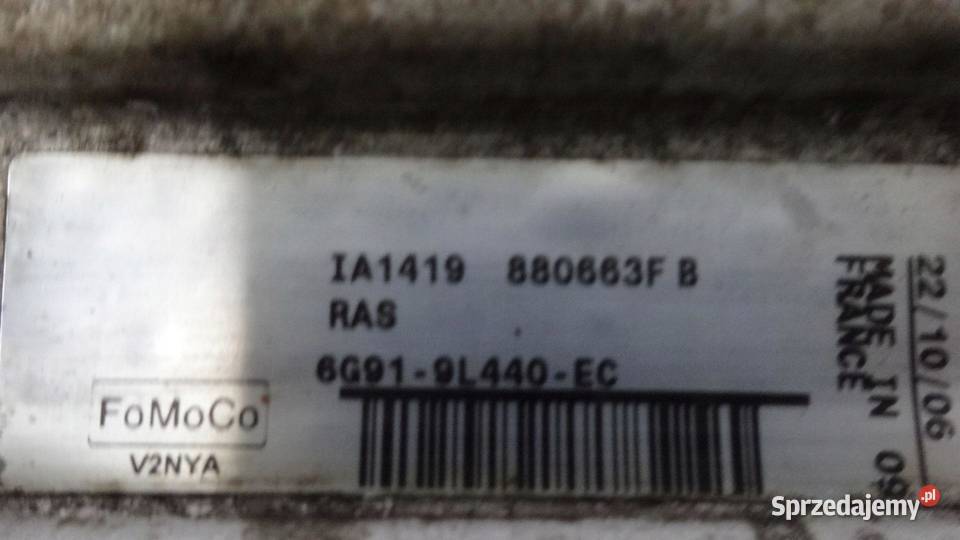 IA1419 880663F B
RAS
6G91-9L440-EC
FoMoCo
V2NYA
22/10/06
MADE IN
FRANCE
Sprzedajemy.pl